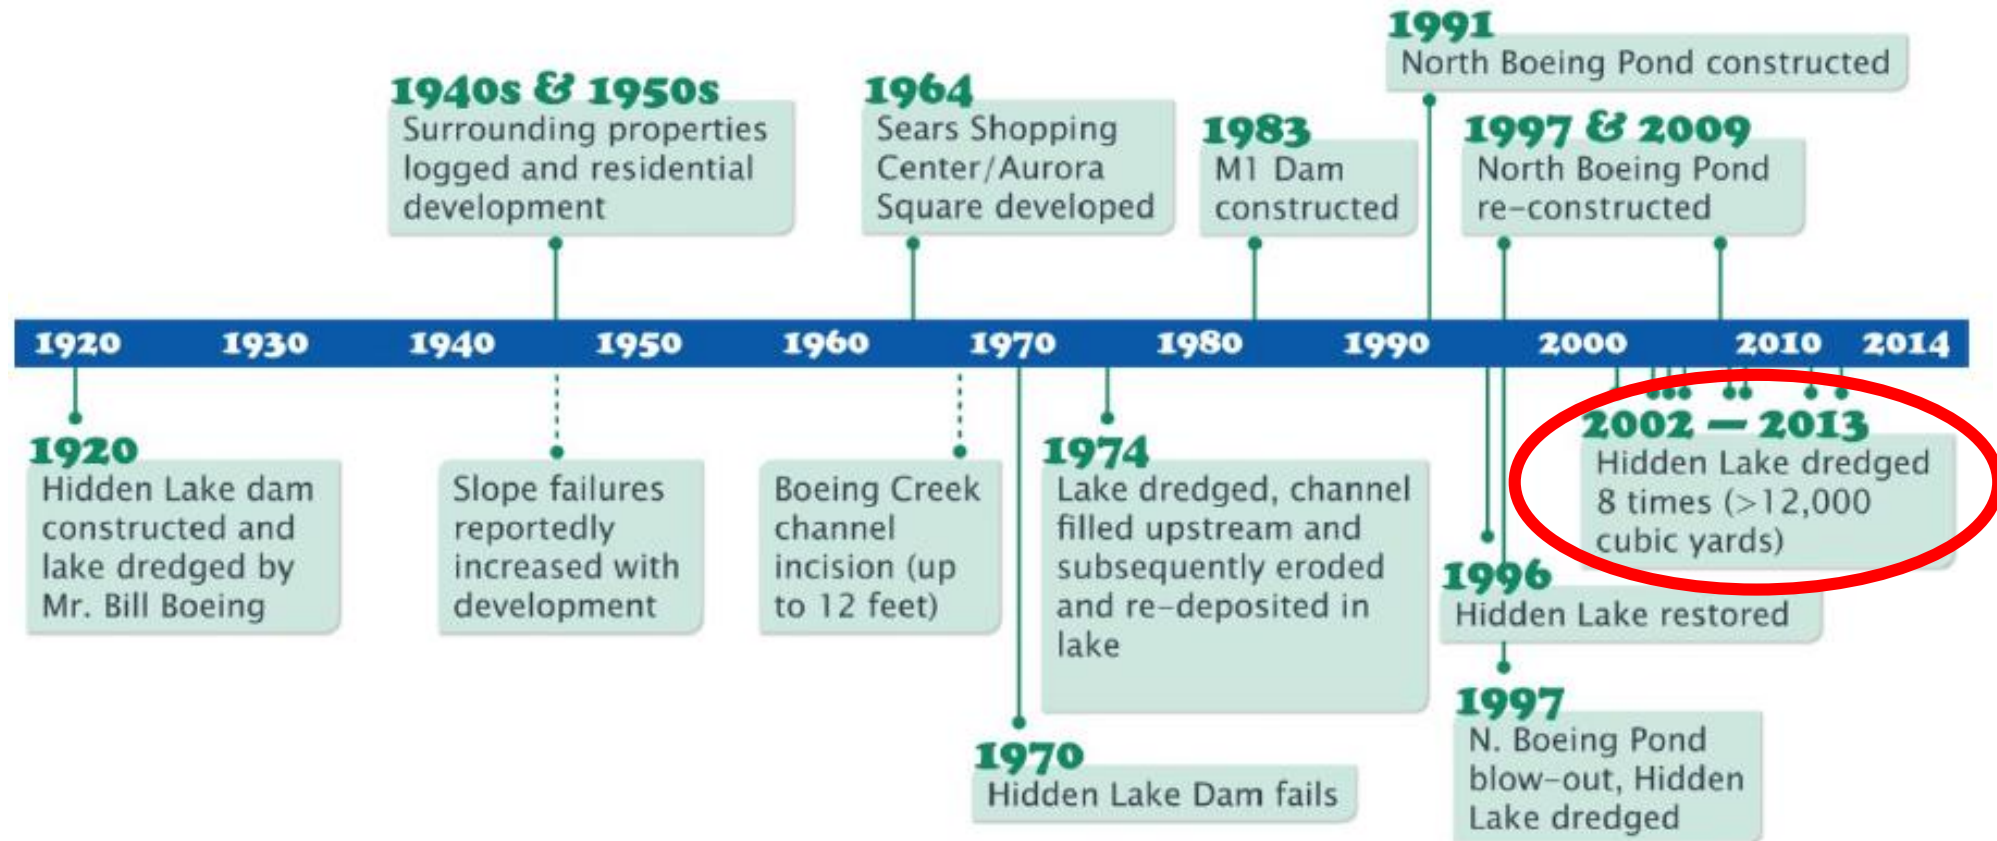 1991
North Boeing Pond constructed
1940s & 1950s
Surrounding properties
logged and residential
development
1964
Sears Shopping
Center/Aurora
Square developed
1983
M1 Dam
constructed
1997 & 2009
North Boeing Pond
re-constructed
1920 1930 1940 1950 1960 1970 1980 1990 2000 2010 2014
1920
Hidden Lake dam
constructed and
lake dredged by
Mr. Bill Boeing
Slope failures
reportedly
increased with
development
Boeing Creek
channel
incision (up
to 12 feet)
1970
Hidden Lake Dam fails
1974
Lake dredged, channel
filled upstream and
subsequently eroded
and re-deposited in
lake
1996
Hidden Lake restored
1997
N. Boeing Pond
blow-out, Hidden
Lake dredged
2002 — 2013
Hidden Lake dredged
8 times (>12,000
cubic yards)